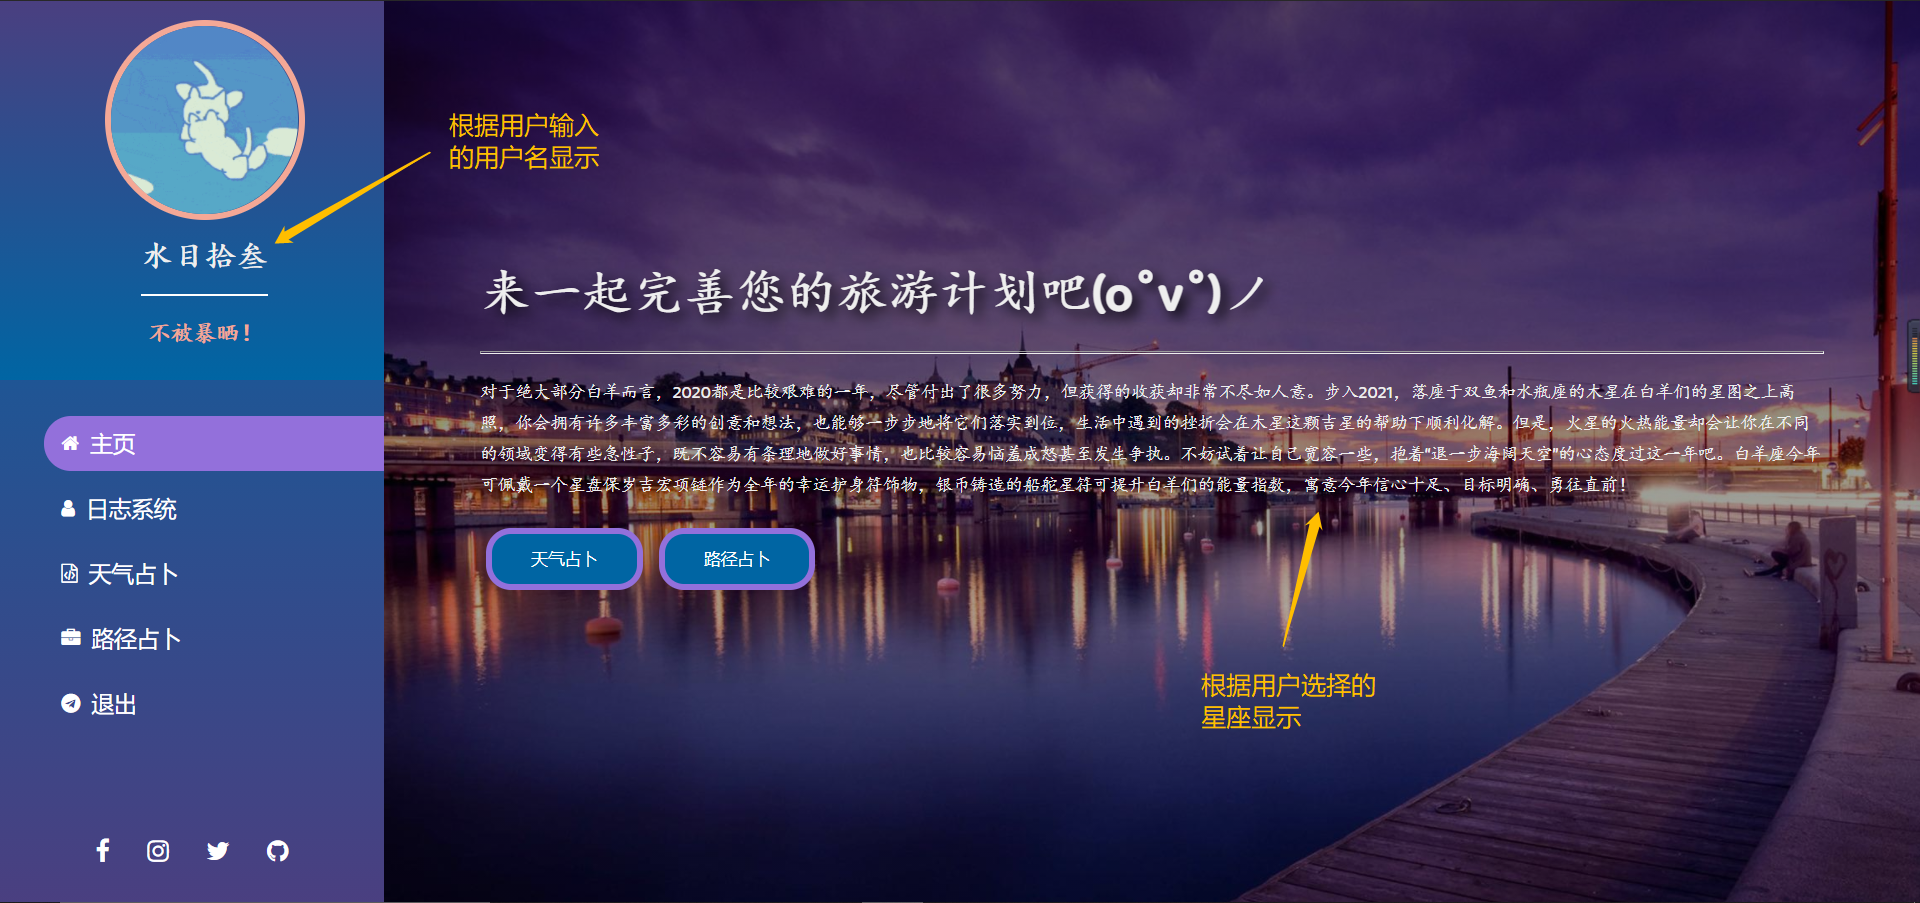 水目拾叁
不被暴晒！
主页
日志系统
天气占卜
路径占卜
退出
根据用户输入
的用户名显示
来一起完善您的旅游计划吧(o˚v˚)ノ
对于绝大部分白羊而言，2020都是比较艰难的一年，尽管付出了很多努力，但获得的收获却非常不尽如人意。步入2021，落座于双鱼和水瓶座的木星在白羊们的星图之上高
照，你会拥有许多丰富多彩的创意和想法，也能够一步步地将它们落实到位，生活中遇到的挫折会在木星这颗吉星的帮助下顺利化解。但是，火星的火热能量却会让你在不同
的领域变得有些急性子，既不容易有条理地做好事情，也比较容易恼羞成怒甚至发生争执。不妨试着让自己宽容一些，抱着"退一步海阔天空"的心态度过这一年吧。白羊座今年
可佩戴一个星盘保岁吉宏项链作为全年的幸运护身符饰物，银币铸造的船舵星符可提升白羊们的能量指数，寓意今年信心十足、目标明确、勇往直前！
天气占卜
路径占卜
根据用户选择的
星座显示